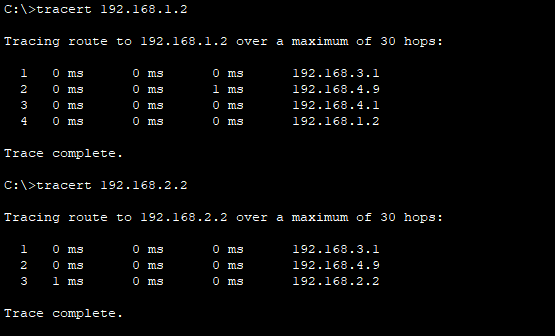 C:\>tracert 192.168.1.2
Tracing route to 192.168.1.2 over a maximum of 30 hops:
1 0 ms 0 ms 0 ms 192.168.3.1
2 0 ms 0 ms 1 ms 192.168.4.9
3 0 ms 0 ms 0 ms 192.168.4.1
4 0 ms 0 ms 0 ms 192.168.1.2
Trace complete.
C:\>tracert 192.168.2.2
Tracing route to 192.168.2.2 over a maximum of 30 hops:
1 0 ms 0 ms 0 ms 192.168.3.1
2 0 ms 0 ms 0 ms 192.168.4.9
3 1 ms 0 ms 0 ms 192.168.2.2
Trace complete.